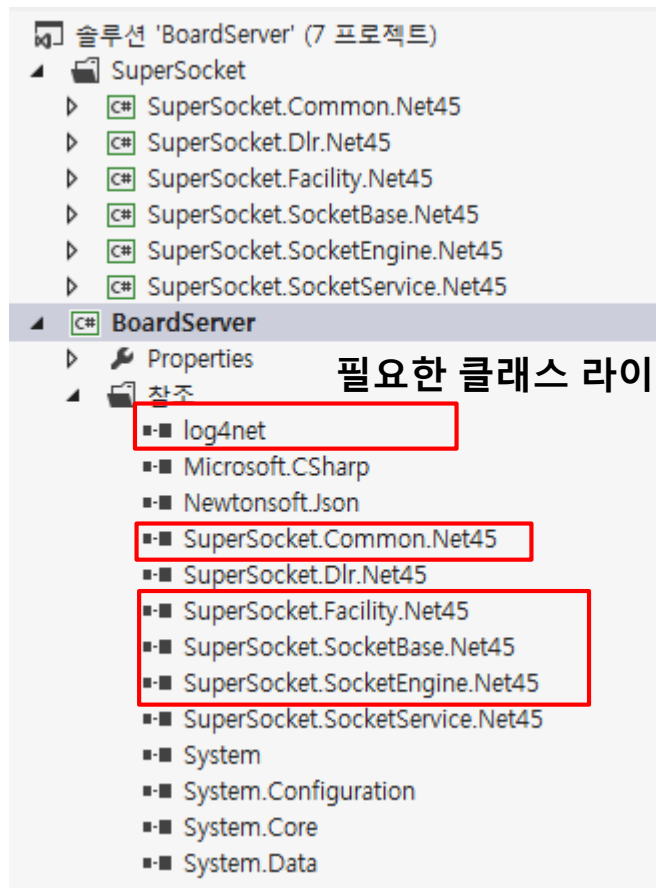 솔루션 'BoardServer' (7 프로젝트)
SuperSocket
C# SuperSocket.Common.Net45
C# SuperSocket.Dlr.Net45
C# SuperSocket.Facility.Net45
C# SuperSocket.SocketBase.Net45
C# SuperSocket.SocketEngine.Net45
C# SuperSocket.SocketService.Net45
C# BoardServer
Properties
필요한 클래스 라이
참조
log4net
Microsoft.CSharp
Newtonsoft.Json
SuperSocket.Common.Net45
SuperSocket.Dlr.Net45
SuperSocket.Facility.Net45
SuperSocket.SocketBase.Net45
SuperSocket.SocketEngine.Net45
SuperSocket.SocketService.Net45
System
System.Configuration
System.Core
System.Data